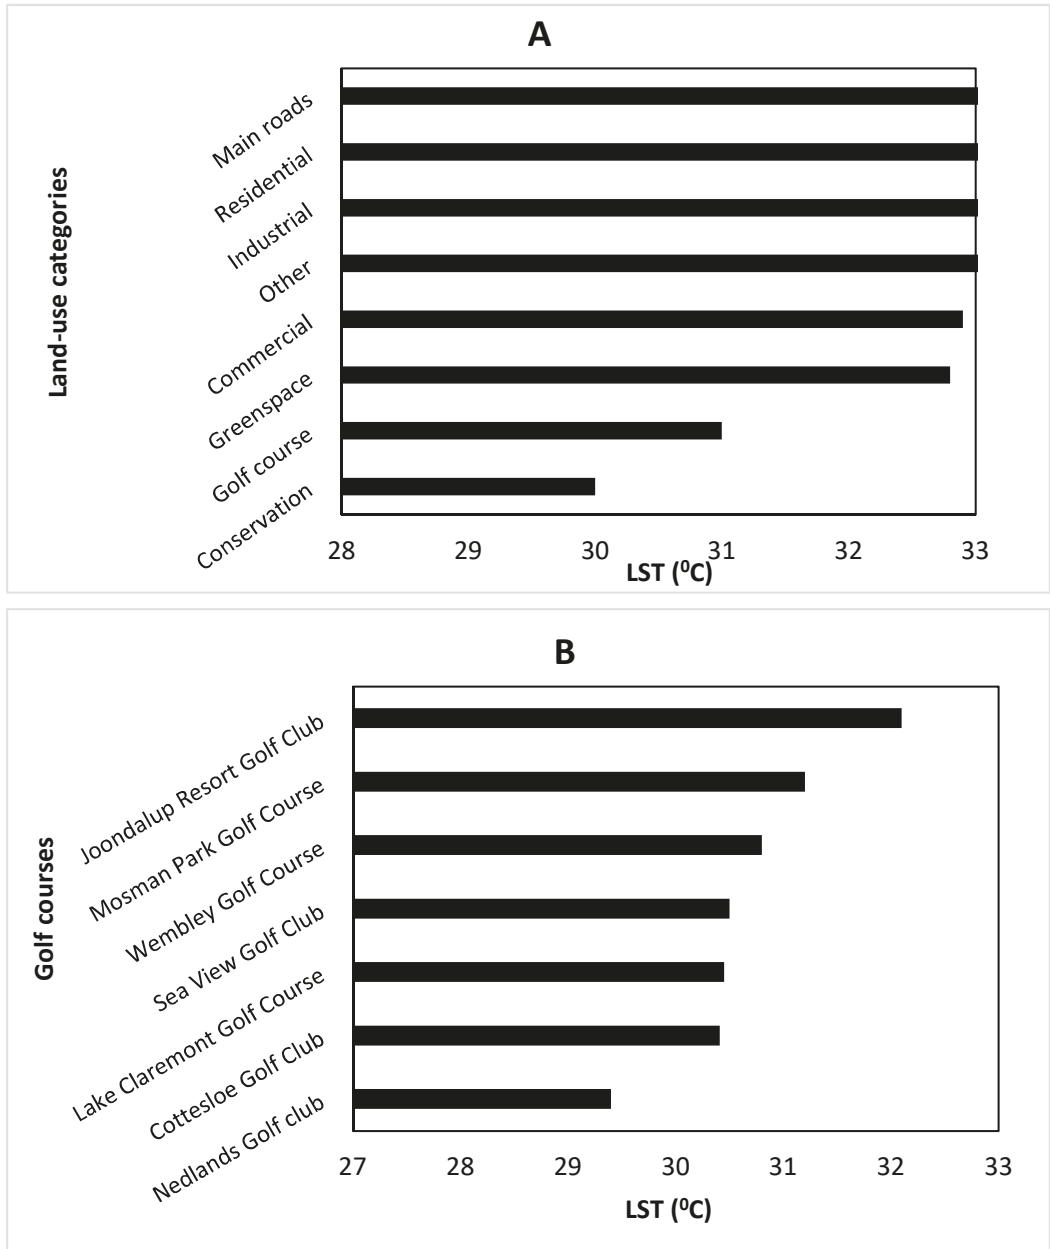 A
Land-use categories
Main roads
Residential
Industrial
Other
Commercial
Greenspace
Golf course
Conservation
28 29 30 31 32 33
LST (⁰C)
B
Golf courses
Joondalup Resort Golf Club
Mosman Park Golf Course
Wembley Golf Course
Sea View Golf Club
Lake Claremont Golf Course
Cottesloe Golf Club
Nedlands Golf club
27 28 29 30 31 32 33
LST (⁰C)